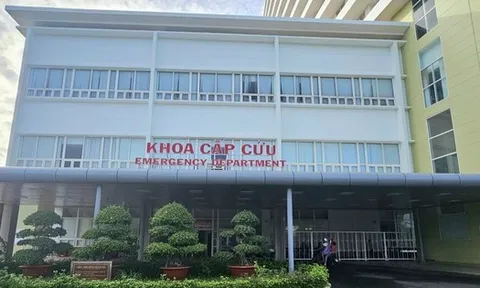 KHOA CẤP CỨU
EMERGENCY DEPARTMENT